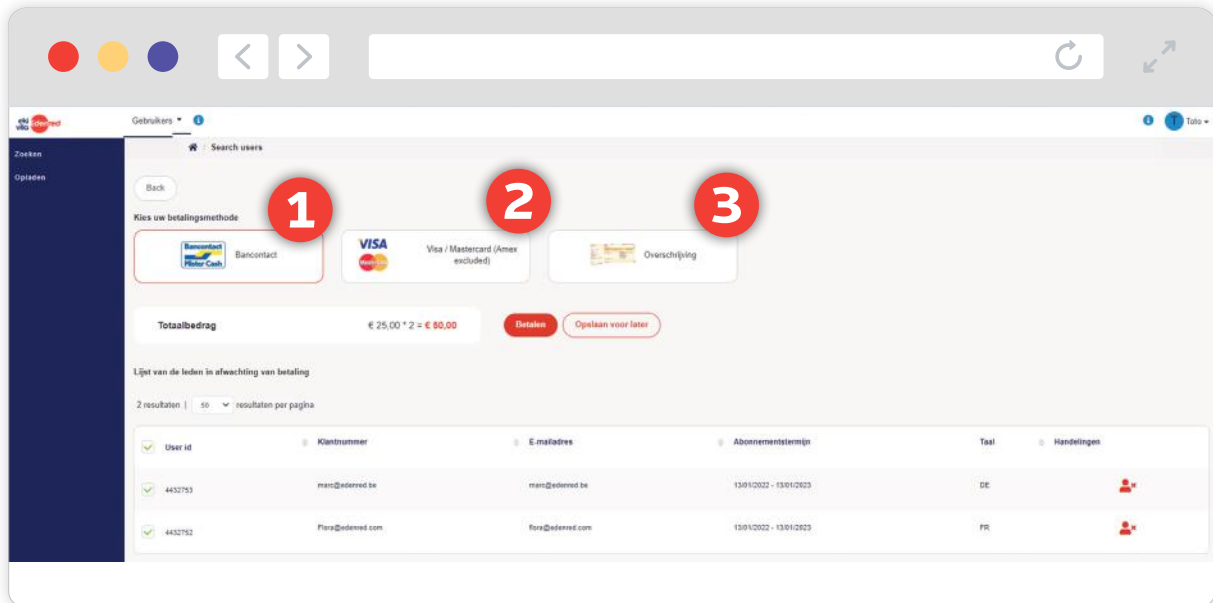 eki vita Edenred
Gebruikers
T Toto
Zoeken
Search users
Opladen
Back
Kies uw betalingsmethode
1
2
3
Bancontact
Mister Cash
Bancontact
VISA
MasterCard
Visa / Mastercard (Amex
excluded)
Overschrijving
Totaalbedrag € 25,00 * 2 = € 50,00
Betalen
Opslaan voor later
Lijst van de leden in afwachting van betaling
2 resultaten | 50 resultaten per pagina
User id Klantnummer E-mailadres Abonnementstermijn Taal Handelingen
4432753 marc@edenred.be marc@edenred.be 13/01/2022 - 13/01/2023 DE
4432752 Flora@edenred.com flora@edenred.com 13/01/2022 - 13/01/2023 FR